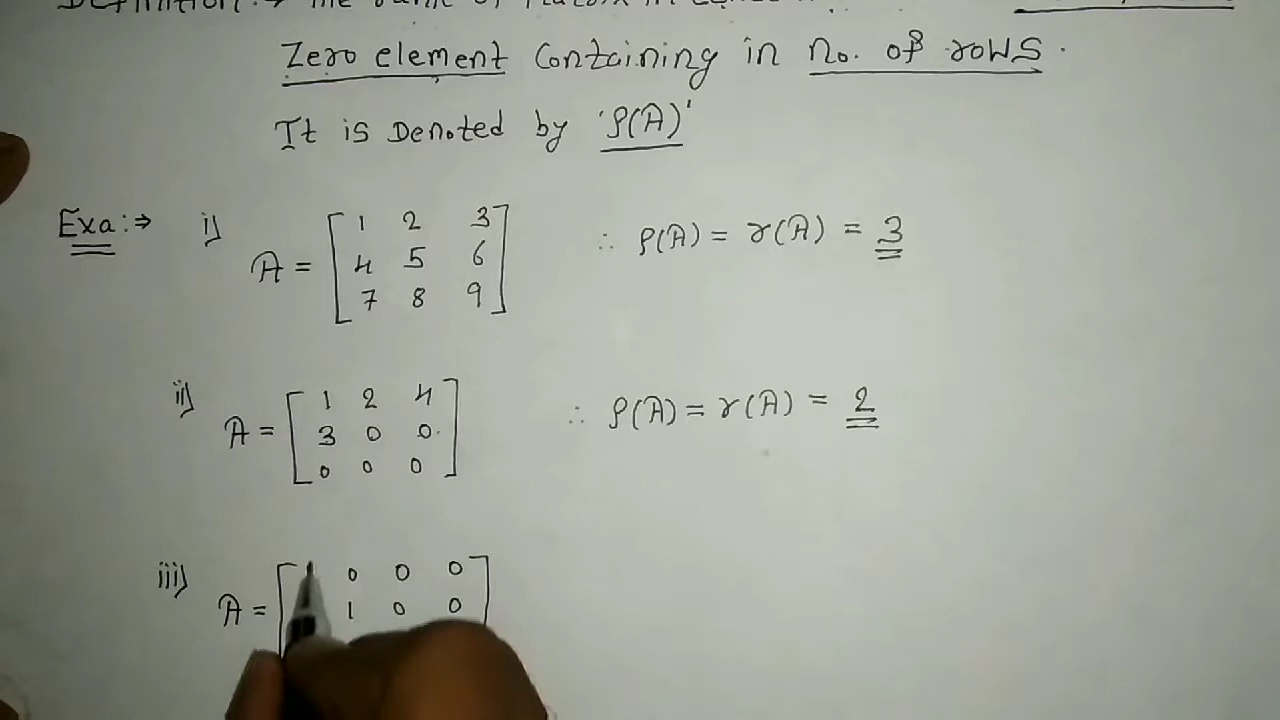 Zero element containing in no. of rows.
It is Denoted by 'ρ(A)'
Exa:⇒ i) A = [ 1 2 3 ∴ ρ(A) = r(A) = 3
4 5 6
7 8 9 ]
ii) A = [ 1 2 4 ∴ ρ(A) = r(A) = 2
3 0 0
0 0 0 ]
iii) A = [ 0 0 0
1 0 0 ]